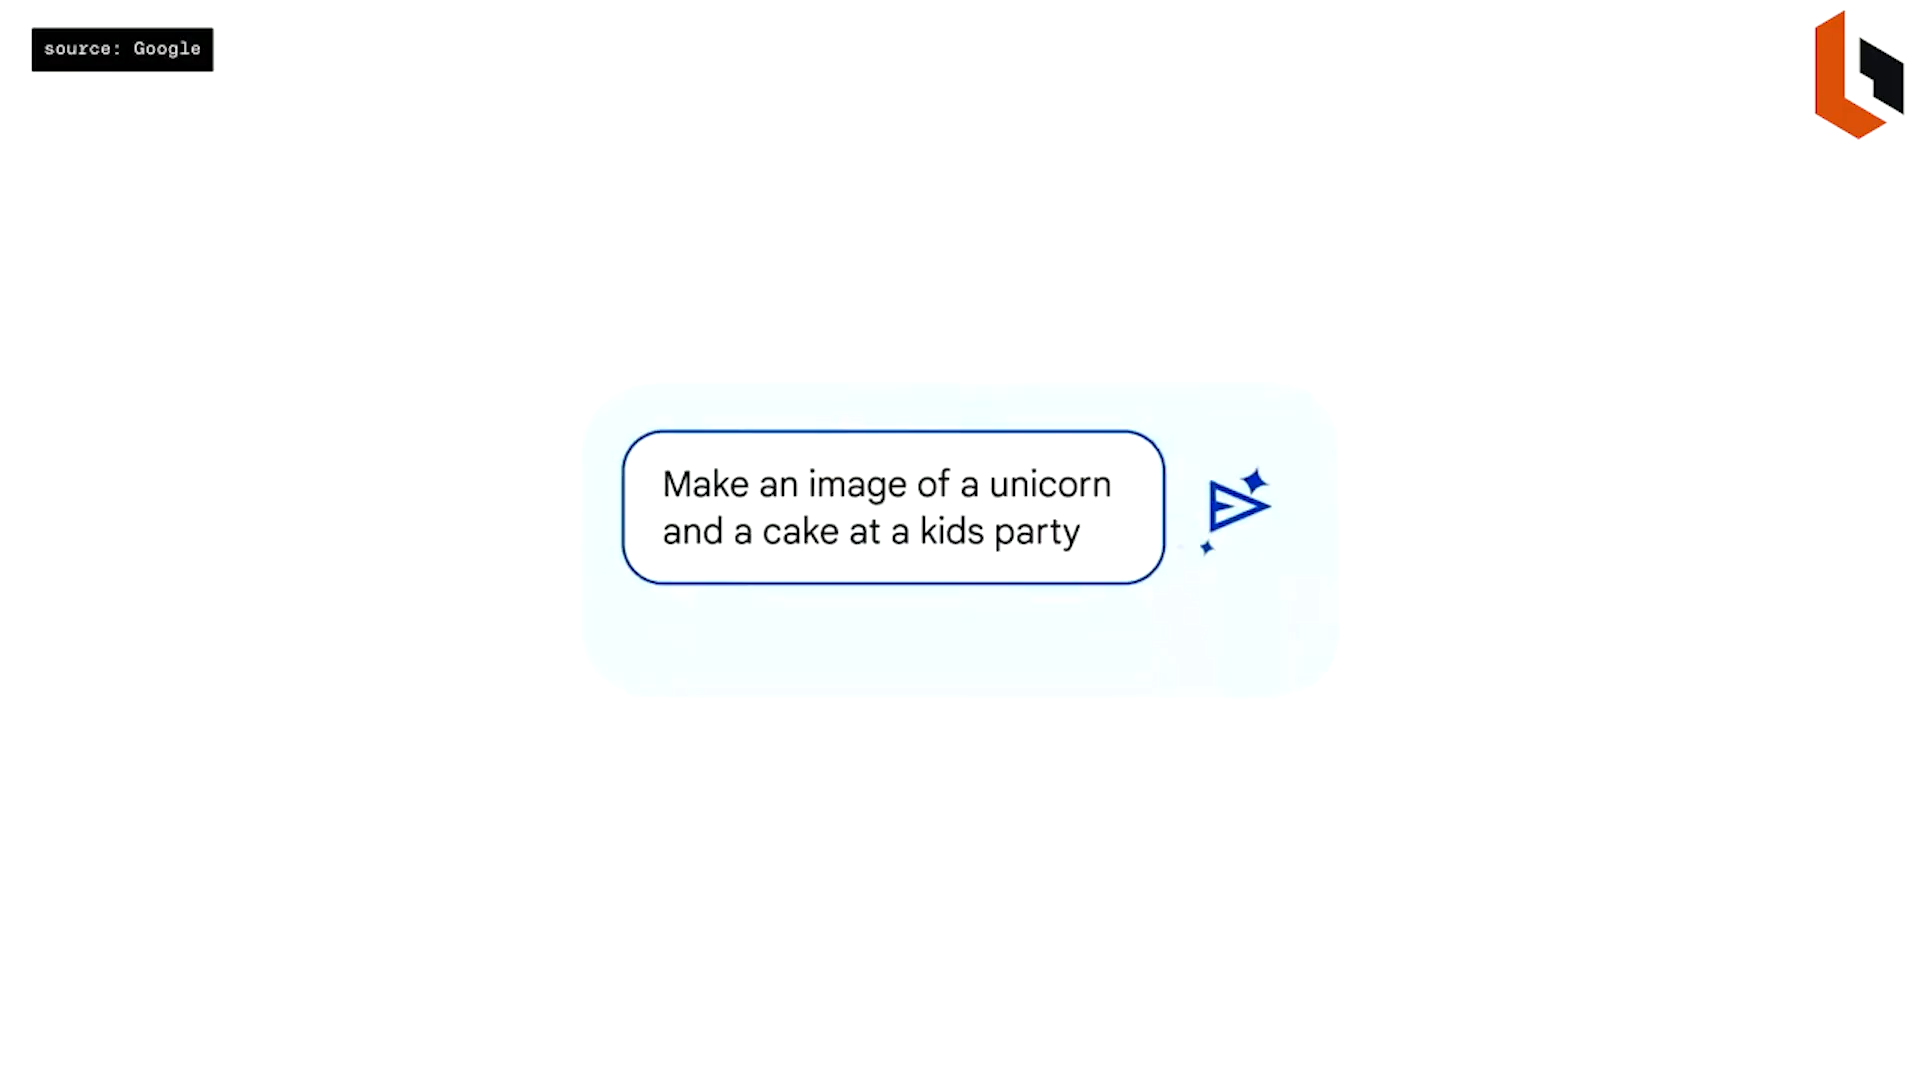 source: Google
Make an image of a unicorn
and a cake at a kids party